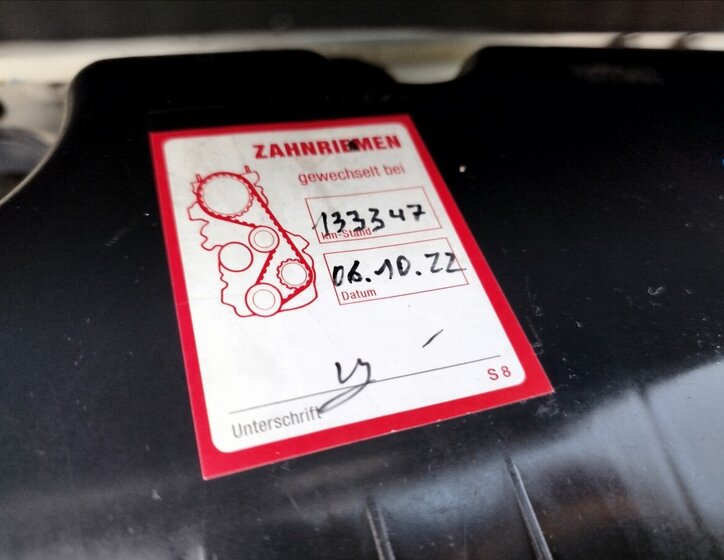 ZAHNRIEMEN
gewechselt bei
133347
km-Stand
06.10.22
Datum
S 8
Unterschrift